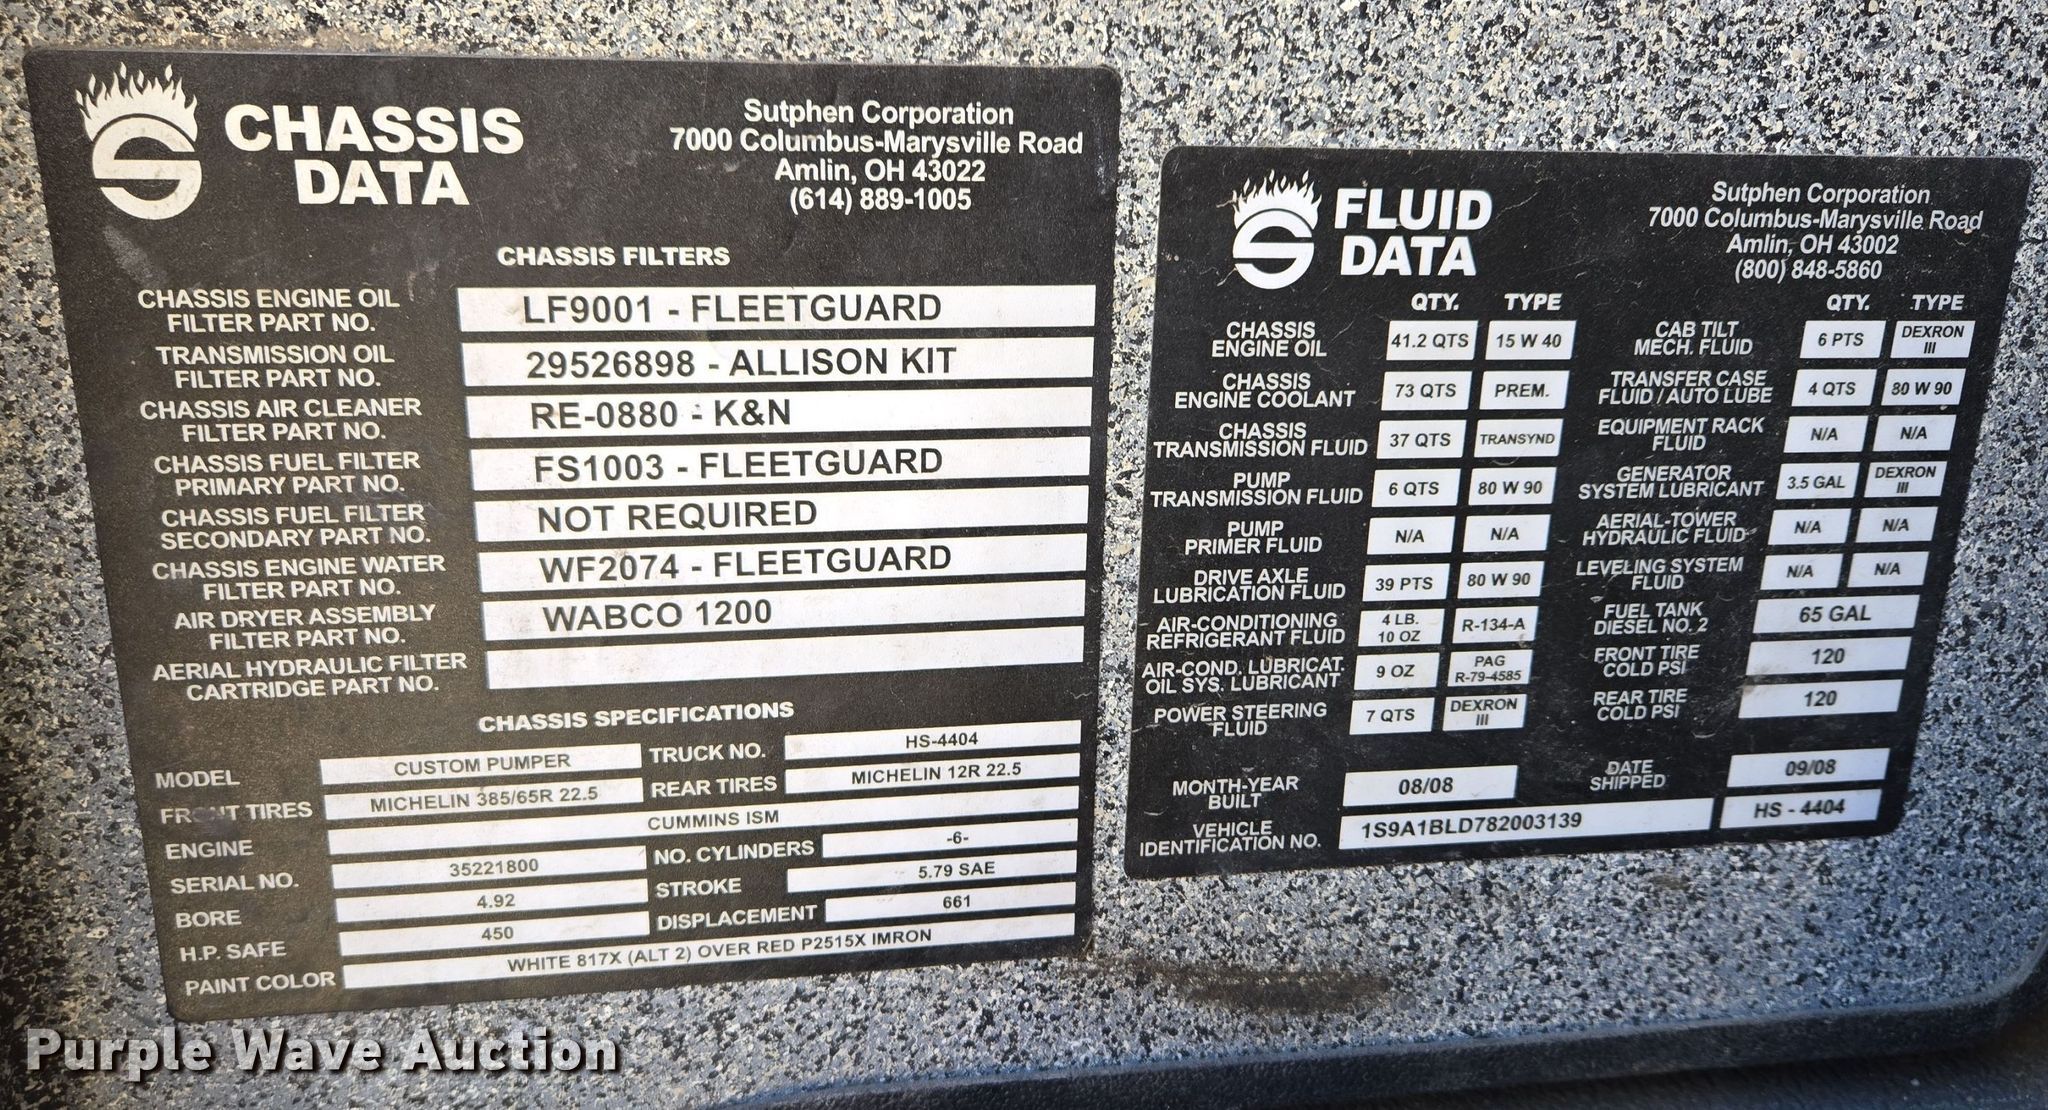 CHASSIS
DATA
Sutphen Corporation
7000 Columbus-Marysville Road
Amlin, OH 43022
(614) 889-1005
CHASSIS FILTERS
CHASSIS ENGINE OIL
FILTER PART NO.
LF9001 - FLEETGUARD
TRANSMISSION OIL
FILTER PART NO.
29526898 - ALLISON KIT
CHASSIS AIR CLEANER
FILTER PART NO.
RE-0880 - K&N
CHASSIS FUEL FILTER
PRIMARY PART NO.
FS1003 - FLEETGUARD
CHASSIS FUEL FILTER
SECONDARY PART NO.
NOT REQUIRED
CHASSIS ENGINE WATER
FILTER PART NO.
WF2074 - FLEETGUARD
AIR DRYER ASSEMBLY
FILTER PART NO.
WABCO 1200
AERIAL HYDRAULIC FILTER
CARTRIDGE PART NO.
CHASSIS SPECIFICATIONS
MODEL CUSTOM PUMPER TRUCK NO. HS-4404
FRONT TIRES MICHELIN 385/65R 22.5 REAR TIRES MICHELIN 12R 22.5
ENGINE CUMMINS ISM
SERIAL NO. 35221800 NO. CYLINDERS -6-
BORE 4.92 STROKE 5.79 SAE
H.P. SAFE 450 DISPLACEMENT 661
PAINT COLOR WHITE 817X (ALT 2) OVER RED P2515X IMRON
FLUID
DATA
Sutphen Corporation
7000 Columbus-Marysville Road
Amlin, OH 43002
(800) 848-5860
QTY. TYPE
CHASSIS
ENGINE OIL
41.2 QTS 15 W 40
CHASSIS
ENGINE COOLANT
73 QTS PREM.
CHASSIS
TRANSMISSION FLUID
37 QTS TRANSYND
PUMP
TRANSMISSION FLUID
6 QTS 80 W 90
PUMP
PRIMER FLUID
N/A N/A
DRIVE AXLE
LUBRICATION FLUID
39 PTS 80 W 90
AIR-CONDITIONING
REFRIGERANT FLUID
4 LB.
10 OZ
R-134-A
AIR-COND. LUBRICAT.
OIL SYS. LUBRICANT
9 OZ
PAG
R-79-4585
POWER STEERING
FLUID
7 QTS
DEXRON
III
QTY. TYPE
CAB TILT
MECH. FLUID
6 PTS
DEXRON
III
TRANSFER CASE
FLUID / AUTO LUBE
4 QTS 80 W 90
EQUIPMENT RACK
FLUID
N/A N/A
GENERATOR
SYSTEM LUBRICANT
3.5 GAL
DEXRON
III
AERIAL-TOWER
HYDRAULIC FLUID
N/A N/A
LEVELING SYSTEM
FLUID
N/A N/A
FUEL TANK
DIESEL NO. 2
65 GAL
FRONT TIRE
COLD PSI
120
REAR TIRE
COLD PSI
120
MONTH-YEAR
BUILT
08/08
DATE
SHIPPED
09/08
VEHICLE
IDENTIFICATION NO.
1S9A1BLD782003139
HS - 4404
Purple Wave Auction